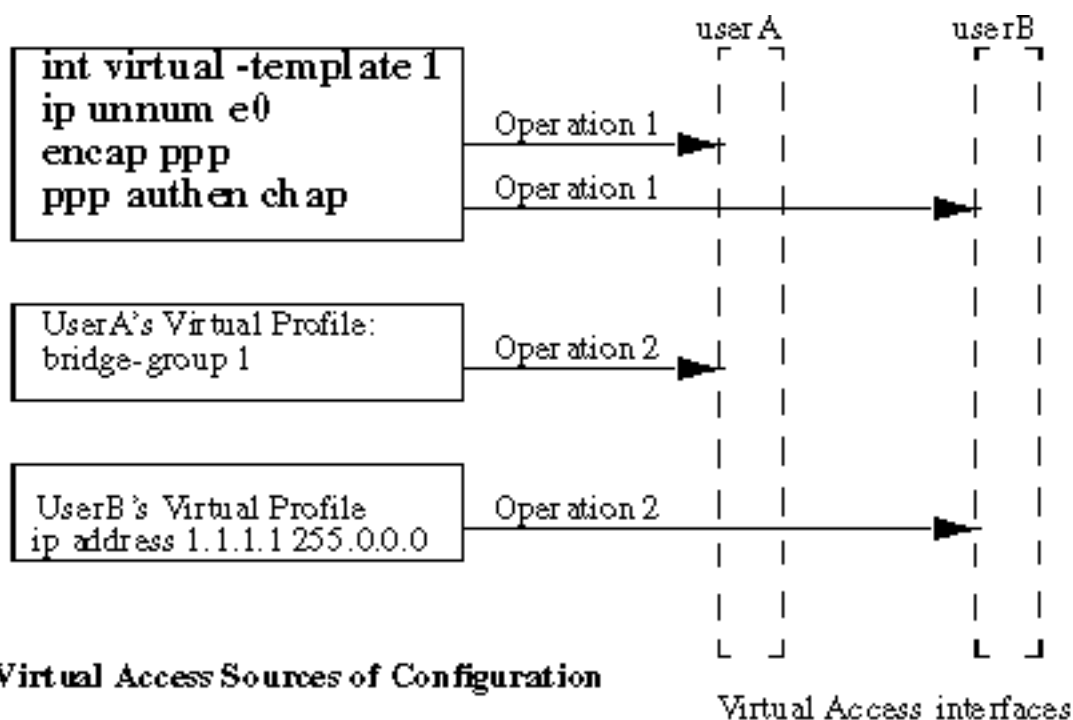 userA
userB
int virtual -template 1
ip unnum e0
encap ppp
ppp authen chap
Operation 1
Operation 1
UserA's Virtual Profile:
bridge-group 1
Operation 2
UserB's Virtual Profile
ip address 1.1.1.1 255.0.0.0
Operation 2
Virtual Access Sources of Configuration
Virtual Access interfaces